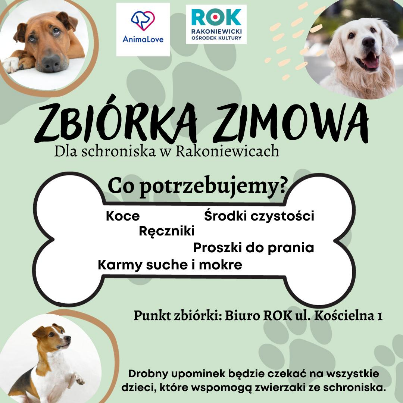 AnimaLove
ROK
RAKONIEWICKI
OŚRODEK KULTURY
ZBIÓRKA ZIMOWA
Dla schroniska w Rakoniewicach
Co potrzebujemy?
Koce Środki czystości
Ręczniki
Proszki do prania
Karmy suche i mokre
Punkt zbiórki: Biuro ROK ul. Kościelna 1
Drobny upominek będzie czekać na wszystkie
dzieci, które wspomogą zwierzaki ze schroniska.